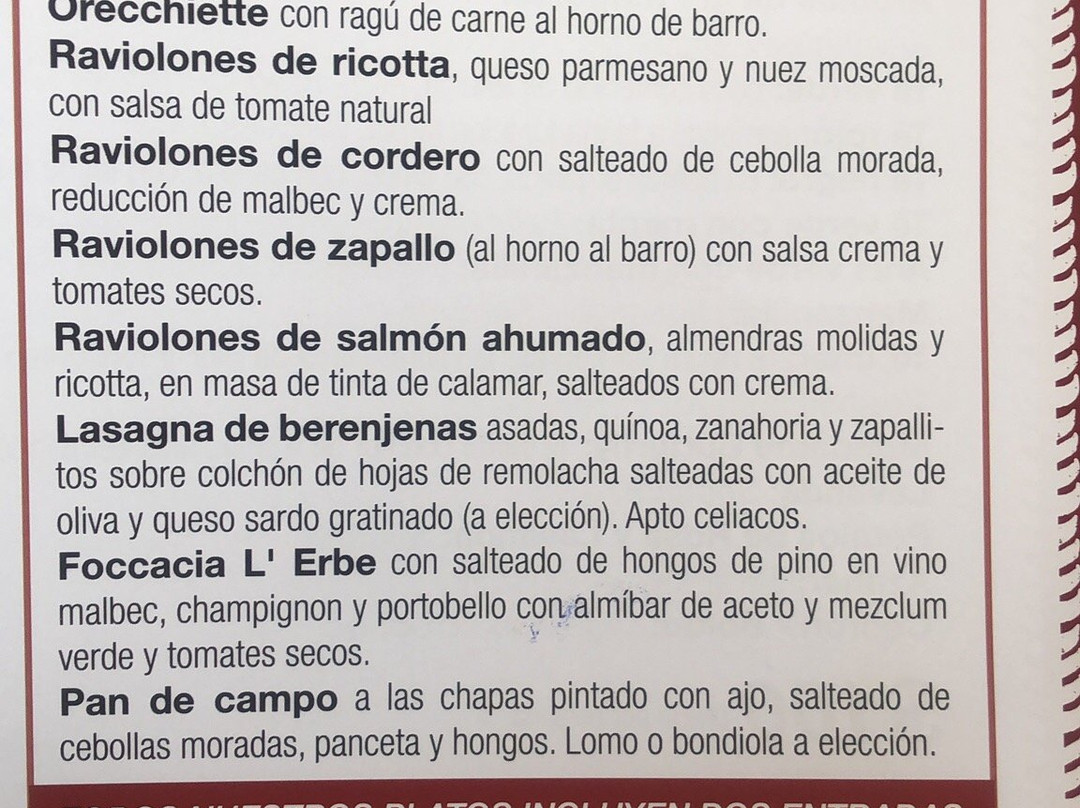 Orecchiette con ragú de carne al horno de barro.
Raviolones de ricotta, queso parmesano y nuez moscada,
con salsa de tomate natural
Raviolones de cordero con salteado de cebolla morada,
reducción de malbec y crema.
Raviolones de zapallo (al horno al barro) con salsa crema y
tomates secos.
Raviolones de salmón ahumado, almendras molidas y
ricotta, en masa de tinta de calamar, salteados con crema.
Lasagna de berenjenas asadas, quínoa, zanahoria y zapalli-
tos sobre colchón de hojas de remolacha salteadas con aceite de
oliva y queso sardo gratinado (a elección). Apto celiacos.
Foccacia L' Erbe con salteado de hongos de pino en vino
malbec, champignon y portobello con almíbar de aceto y mezclum
verde y tomates secos.
Pan de campo a las chapas pintado con ajo, salteado de
cebollas moradas, panceta y hongos. Lomo o bondiola a elección.
TODOS NUESTROS PLATOS INCLUYEN DOS ENTRADAS